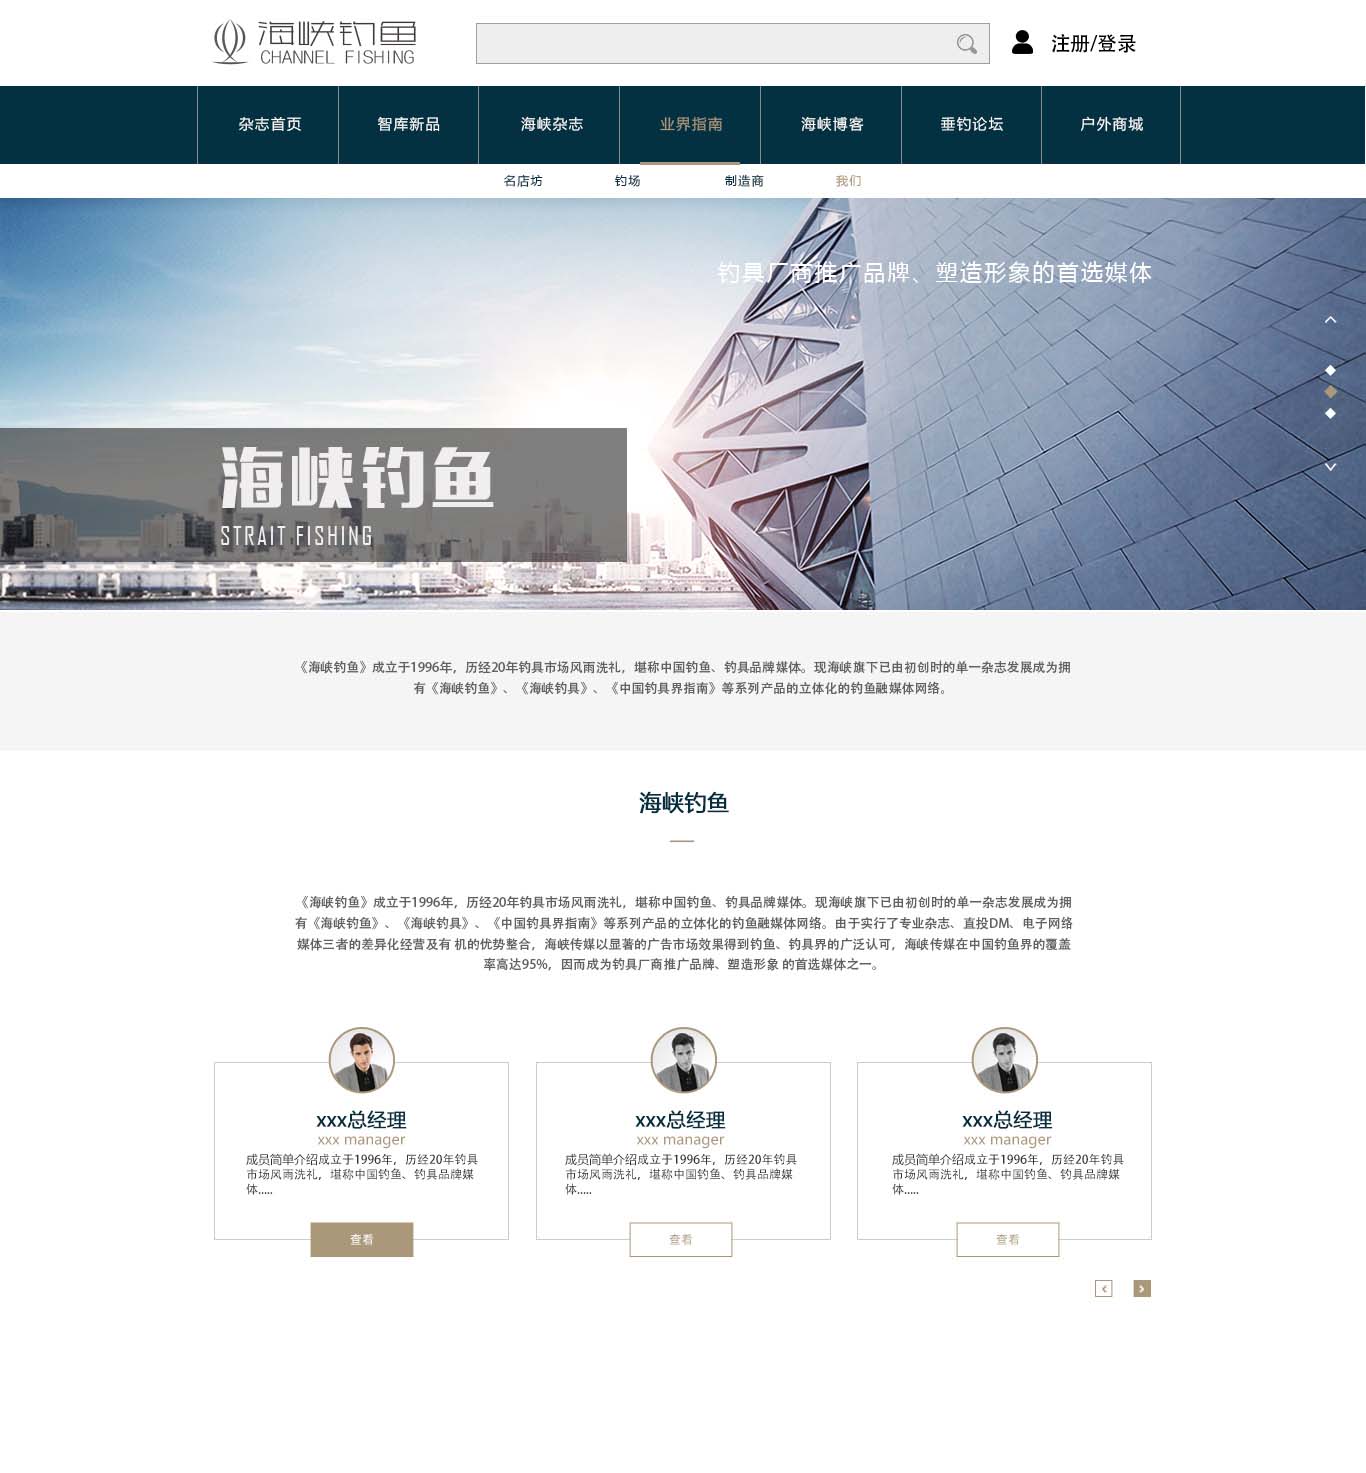 海峡钓鱼
CHANNEL FISHING
注册/登录
杂志首页
智库新品
海峡杂志
业界指南
海峡博客
垂钓论坛
户外商城
名店坊
钓场
制造商
我们
钓具厂商推广品牌、塑造形象的首选媒体
海峡钓鱼
STRAIT FISHING
《海峡钓鱼》成立于1996年，历经20年钓具市场风雨洗礼，堪称中国钓鱼、钓具品牌媒体。现海峡旗下已由初创时的单一杂志发展成为拥
有《海峡钓鱼》、《海峡钓具》、《中国钓具界指南》等系列产品的立体化的钓鱼融媒体网络。
海峡钓鱼
《海峡钓鱼》成立于1996年，历经20年钓具市场风雨洗礼，堪称中国钓鱼、钓具品牌媒体。现海峡旗下已由初创时的单一杂志发展成为拥
有《海峡钓鱼》、《海峡钓具》、《中国钓具界指南》等系列产品的立体化的钓鱼融媒体网络。由于实行了专业杂志、直投DM、电子网络
媒体三者的差异化经营及有 机的优势整合，海峡传媒以显著的广告市场效果得到钓鱼、钓具界的广泛认可，海峡传媒在中国钓鱼界的覆盖
率高达95%，因而成为钓具厂商推广品牌、塑造形象 的首选媒体之一。
xxx总经理
xxx manager
成员简单介绍成立于1996年，历经20年钓具
市场风雨洗礼，堪称中国钓鱼、钓具品牌媒
体.....
查看
xxx总经理
xxx manager
成员简单介绍成立于1996年，历经20年钓具
市场风雨洗礼，堪称中国钓鱼、钓具品牌媒
体.....
查看
xxx总经理
xxx manager
成员简单介绍成立于1996年，历经20年钓具
市场风雨洗礼，堪称中国钓鱼、钓具品牌媒
体.....
查看